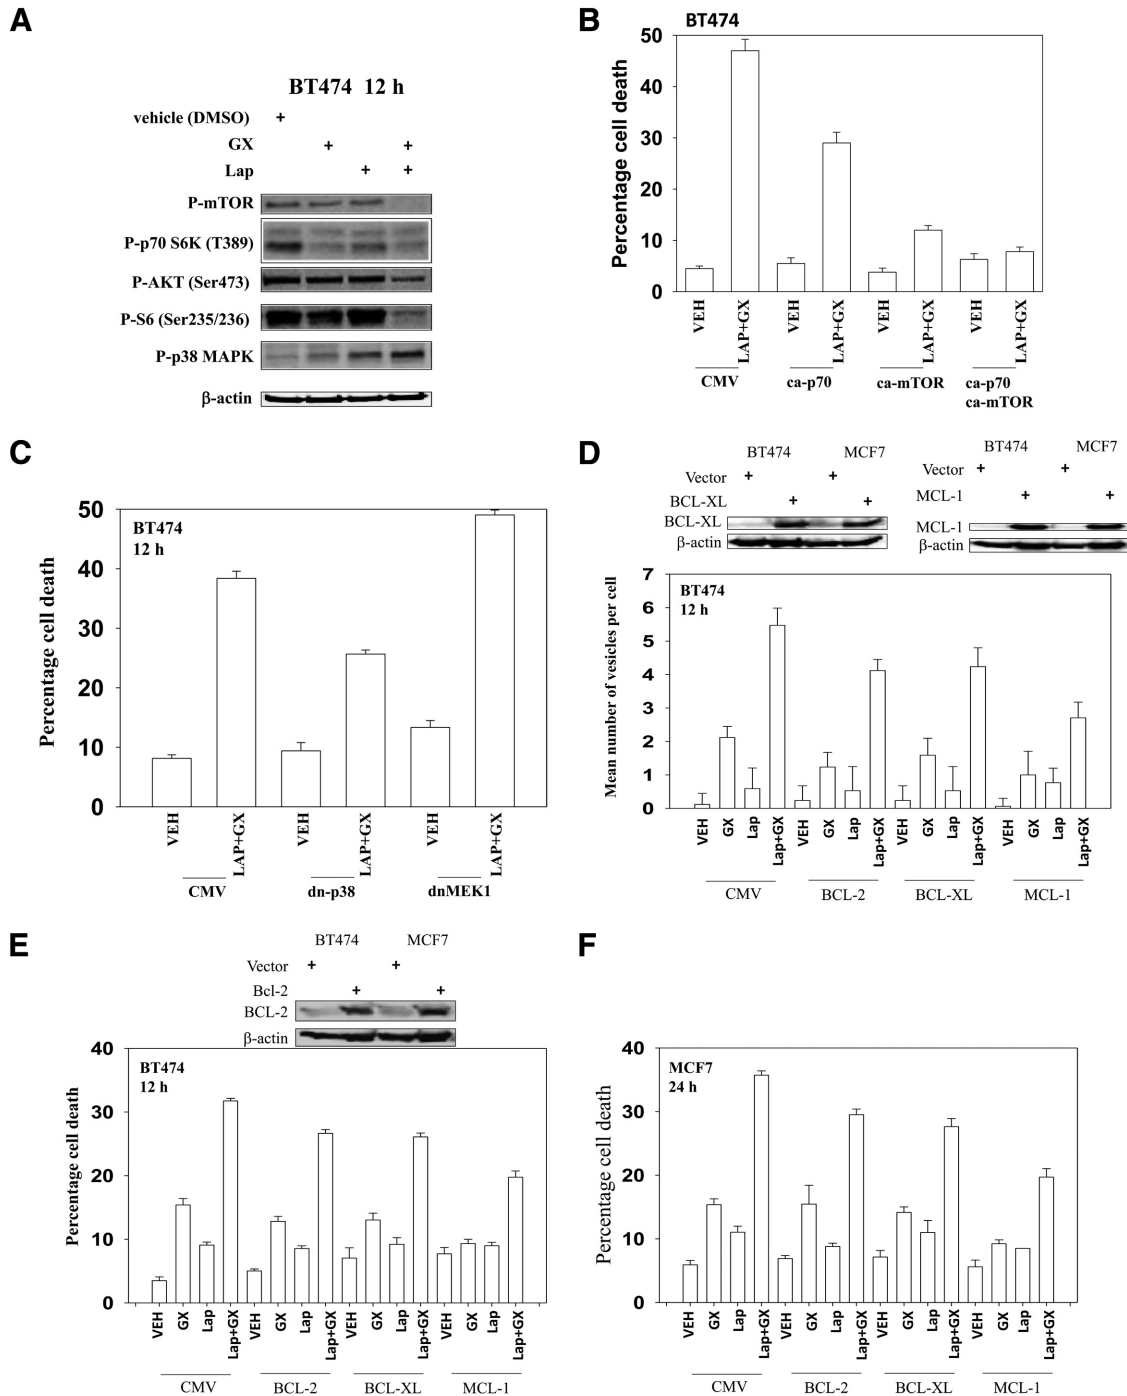 A
BT474 12 h
vehicle (DMSO) +
GX + +
Lap + +
P-mTOR
P-p70 S6K (T389)
P-AKT (Ser473)
P-S6 (Ser235/236)
P-p38 MAPK
β-actin
B
BT474
Percentage cell death
50
40
30
20
10
0
VEH LAP+GX VEH LAP+GX VEH LAP+GX VEH LAP+GX
CMV ca-p70 ca-mTOR ca-p70
ca-mTOR
C
BT474
12 h
Percentage cell death
50
40
30
20
10
0
VEH LAP+GX VEH LAP+GX VEH LAP+GX
CMV dn-p38 dnMEK1
D
BT474 MCF7
Vector + +
BCL-XL + +
BCL-XL
β-actin
BT474 MCF7
Vector + +
MCL-1 + +
MCL-1
β-actin
BT474
12 h
Mean number of vesicles per cell
7
6
5
4
3
2
1
0
VEH GX Lap Lap+GX VEH GX Lap Lap+GX VEH GX Lap Lap+GX VEH GX Lap Lap+GX
CMV BCL-2 BCL-XL MCL-1
E
BT474 MCF7
Vector + +
Bcl-2 + +
BCL-2
β-actin
BT474
12 h
Percentage cell death
40
30
20
10
0
VEH GX Lap Lap+GX VEH GX Lap Lap+GX VEH GX Lap Lap+GX VEH GX Lap Lap+GX
CMV BCL-2 BCL-XL MCL-1
F
MCF7
24 h
Percentage cell death
40
30
20
10
0
VEH GX Lap Lap+GX VEH GX Lap Lap+GX VEH GX Lap Lap+GX VEH GX Lap Lap+GX
CMV BCL-2 BCL-XL MCL-1